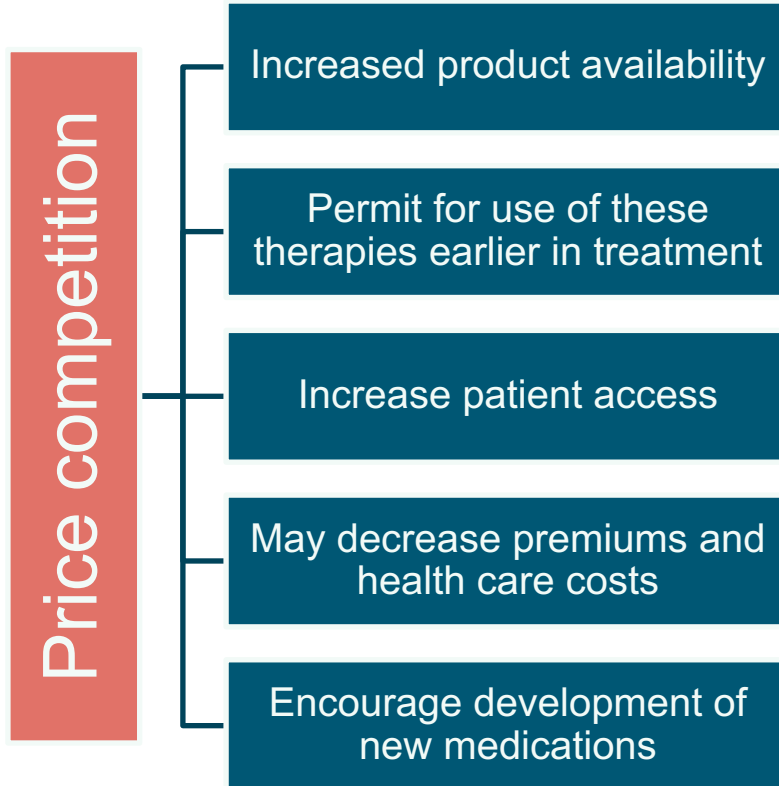 Price competition
Increased product availability
Permit for use of these
therapies earlier in treatment
Increase patient access
May decrease premiums and
health care costs
Encourage development of
new medications